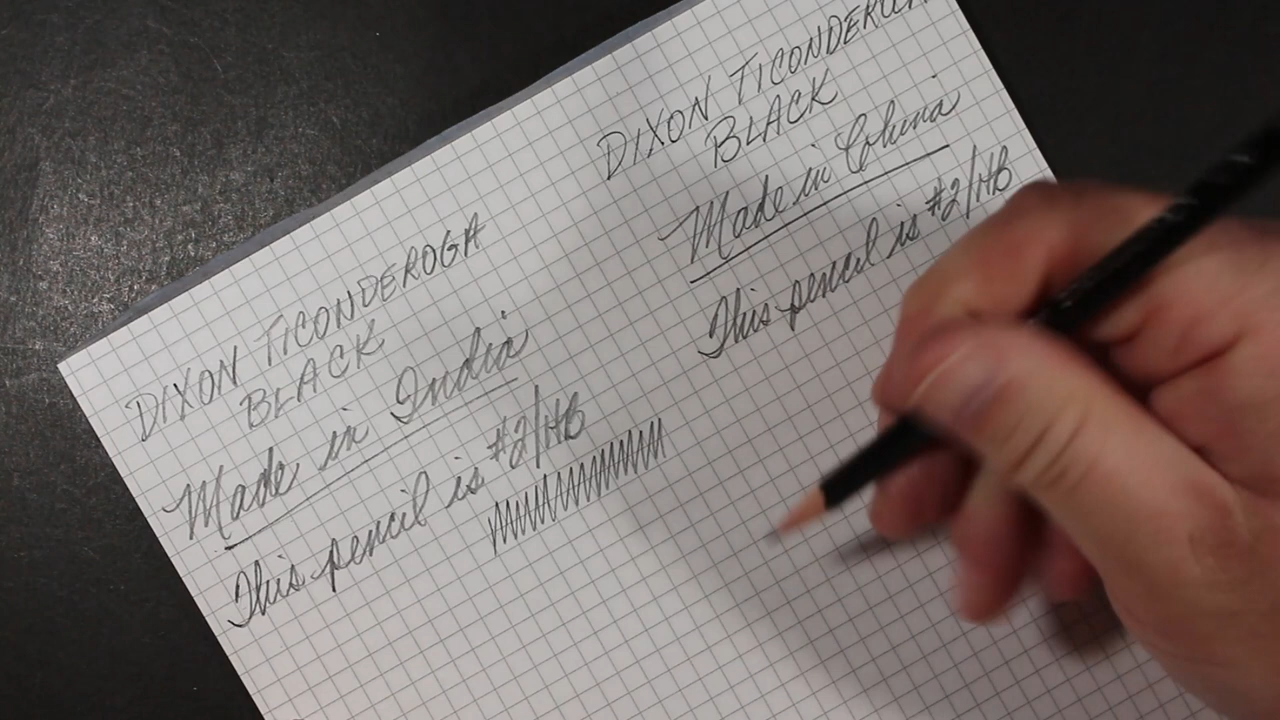 DIXON TICONDEROGA
BLACK
Made in India
This pencil is #2/HB
DIXON TICONDEROGA
BLACK
Made in China
This pencil is #2/HB